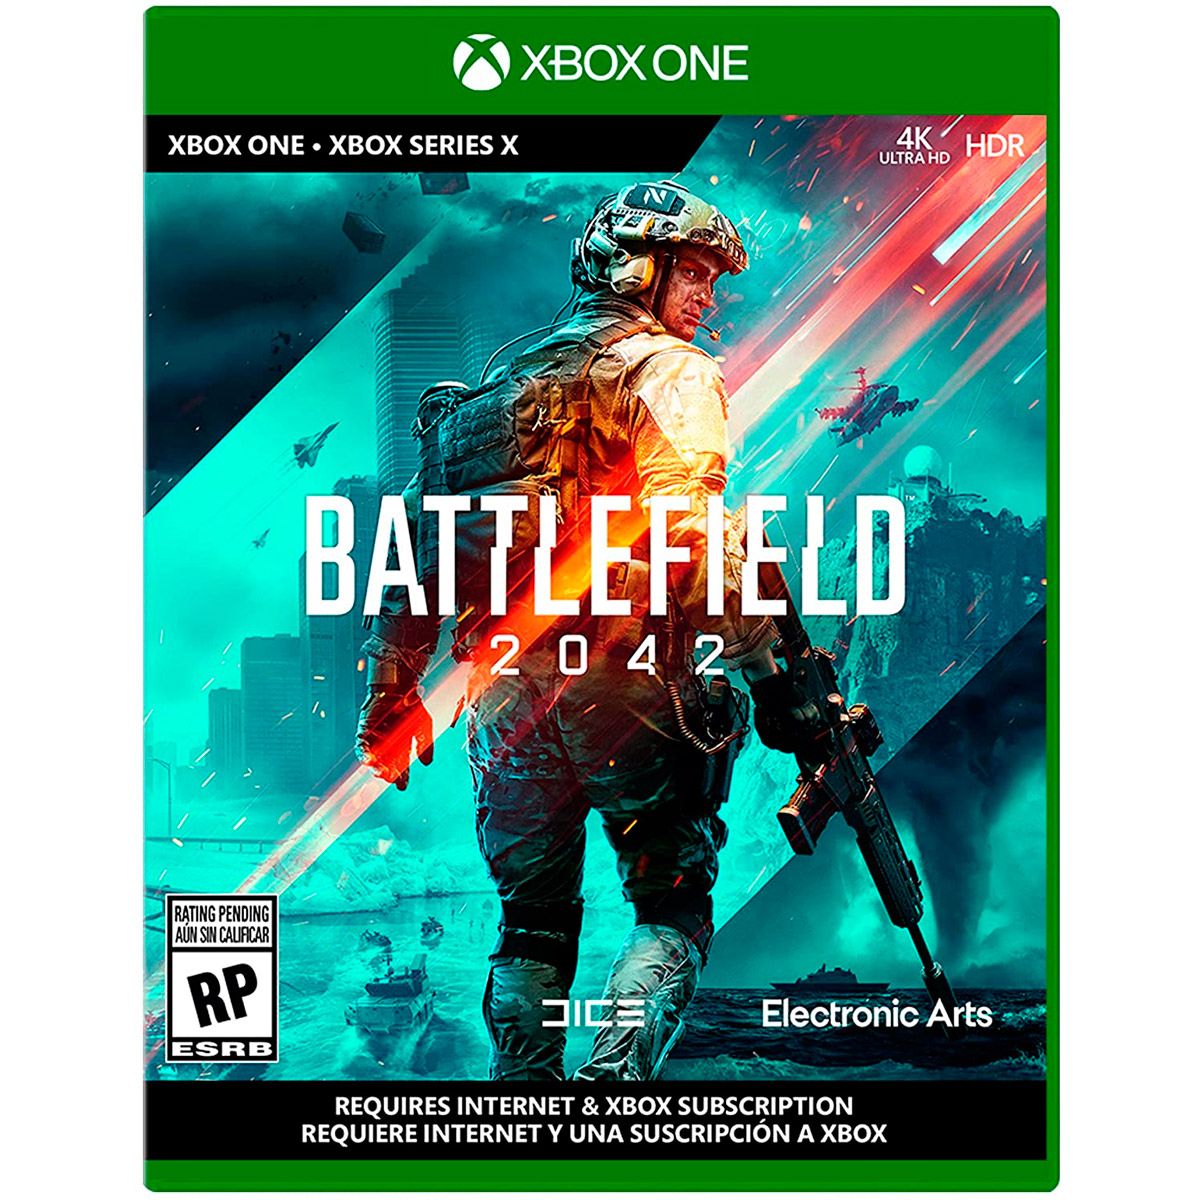 XBOX ONE
XBOX ONE • XBOX SERIES X
4K
ULTRA HD
HDR
BATTLEFIELD™
2042
RATING PENDING
AÚN SIN CALIFICAR
RP
ESRB
DICE
Electronic Arts
REQUIRES INTERNET & XBOX SUBSCRIPTION
REQUIERE INTERNET Y UNA SUSCRIPCIÓN A XBOX